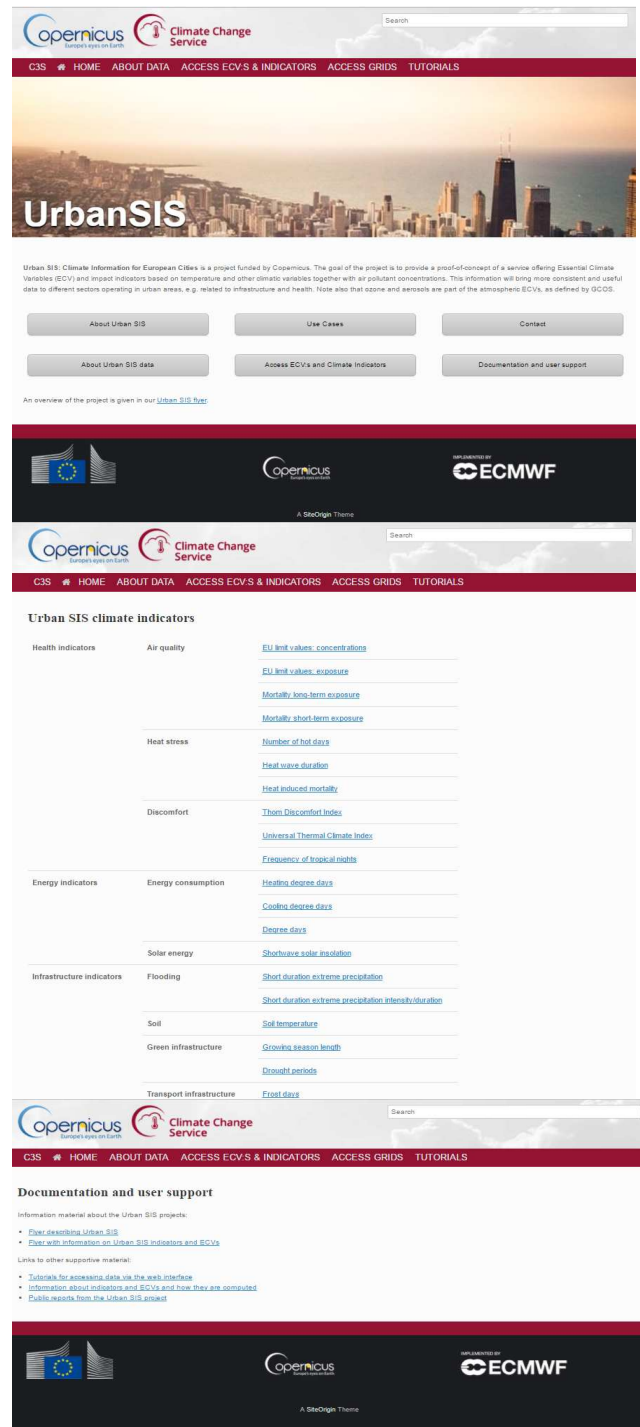 opernicus
Europe's eyes on Earth
Climate Change
Service
Search
C3S HOME ABOUT DATA ACCESS ECV:S & INDICATORS ACCESS GRIDS TUTORIALS
UrbanSIS
Urban SIS: Climate Information for European Cities is a project funded by Copernicus. The goal of the project is to provide a proof-of-concept of a service offering Essential Climate
Variables (ECV) and impact indicators based on temperature and other climatic variables together with air pollutant concentrations. This information will bring more consistent and useful
data to different sectors operating in urban areas, e.g. related to infrastructure and health. Note also that ozone and aerosols are part of the atmospheric ECVs, as defined by GCOS.
About Urban SIS Use Cases Contact
About Urban SIS data Access ECV:s and Climate Indicators Documentation and user support
An overview of the project is given in our Urban SIS flyer.
opernicus
Europe's eyes on Earth
IMPLEMENTED BY
ECMWF
A SiteOrigin Theme
opernicus
Europe's eyes on Earth
Climate Change
Service
Search
C3S HOME ABOUT DATA ACCESS ECV:S & INDICATORS ACCESS GRIDS TUTORIALS
Urban SIS climate indicators
Health indicators Air quality EU limit values: concentrations
EU limit values: exposure
Mortality long-term exposure
Mortality short-term exposure
Heat stress Number of hot days
Heat wave duration
Heat induced mortality
Discomfort Thom Discomfort Index
Universal Thermal Climate Index
Frequency of tropical nights
Energy indicators Energy consumption Heating degree days
Cooling degree days
Degree days
Solar energy Shortwave solar insolation
Infrastructure indicators Flooding Short duration extreme precipitation
Short duration extreme precipitation intensity/duration
Soil Soil temperature
Green infrastructure Growing season length
Drought periods
Transport infrastructure Frost days
opernicus
Europe's eyes on Earth
Climate Change
Service
Search
C3S HOME ABOUT DATA ACCESS ECV:S & INDICATORS ACCESS GRIDS TUTORIALS
Documentation and user support
Information material about the Urban SIS projects:
• Flyer describing Urban SIS
• Flyer with information on Urban SIS indicators and ECVs
Links to other supportive material:
• Tutorials for accessing data via the web interface
• Information about indicators and ECVs and how they are computed
• Public reports from the Urban SIS project
opernicus
Europe's eyes on Earth
IMPLEMENTED BY
ECMWF
A SiteOrigin Theme